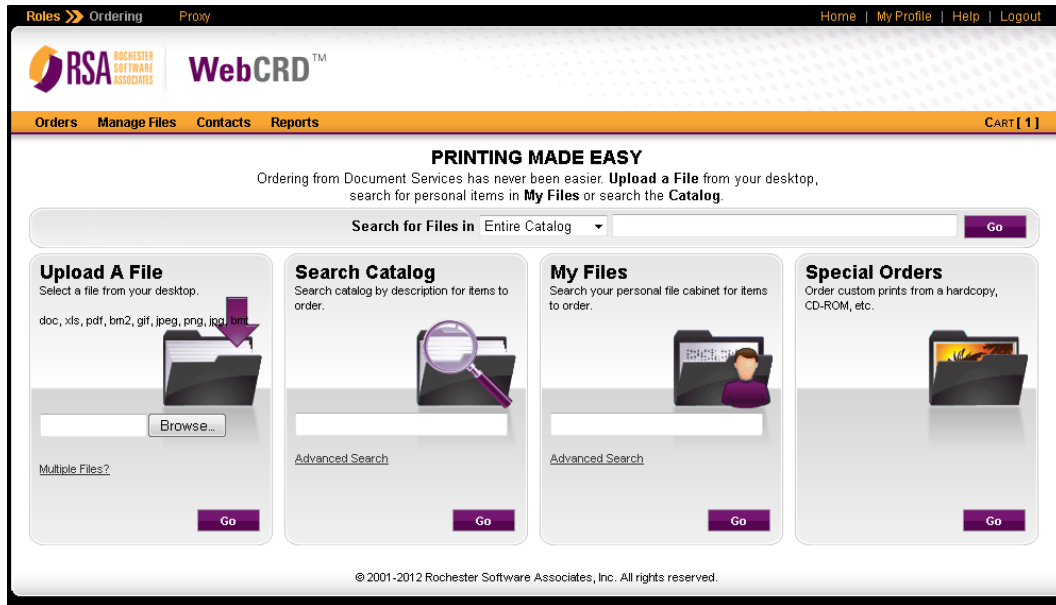 Roles Ordering Proxy Home | My Profile | Help | Logout
RSA ROCHESTER SOFTWARE ASSOCIATES WebCRD™
Orders Manage Files Contacts Reports CART[ 1 ]
PRINTING MADE EASY
Ordering from Document Services has never been easier. Upload a File from your desktop,
search for personal items in My Files or search the Catalog.
Search for Files in Entire Catalog Go
Upload A File
Select a file from your desktop.
doc, xls, pdf, bm2, gif, jpeg, png, jpg, bmt
Browse...
Multiple Files?
Go
Search Catalog
Search catalog by description for items to
order.
Advanced Search
Go
My Files
Search your personal file cabinet for items
to order.
Advanced Search
Go
Special Orders
Order custom prints from a hardcopy,
CD-ROM, etc.
Go
© 2001-2012 Rochester Software Associates, Inc. All rights reserved.